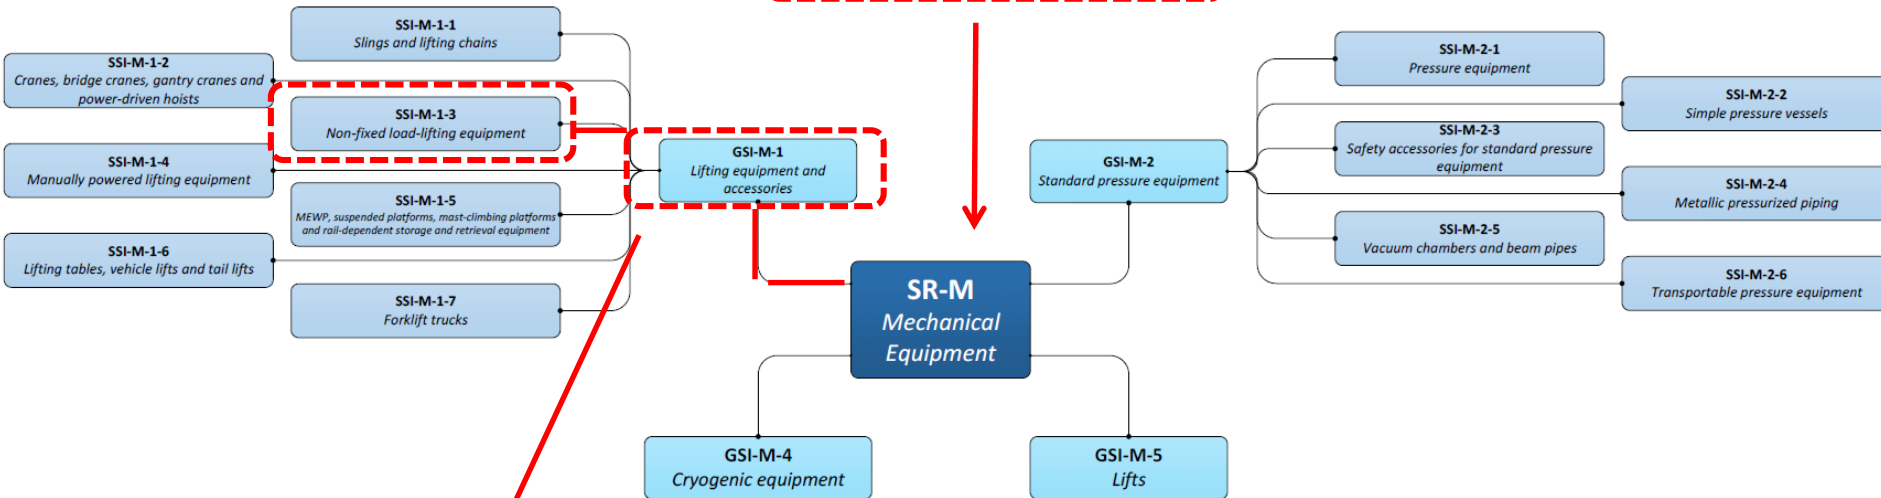 SSI-M-1-1
Slings and lifting chains
SSI-M-1-2
Cranes, bridge cranes, gantry cranes and
power-driven hoists
SSI-M-1-3
Non-fixed load-lifting equipment
SSI-M-1-4
Manually powered lifting equipment
SSI-M-1-5
MEWP, suspended platforms, mast-climbing platforms
and rail-dependent storage and retrieval equipment
SSI-M-1-6
Lifting tables, vehicle lifts and tail lifts
SSI-M-1-7
Forklift trucks
GSI-M-1
Lifting equipment and
accessories
SR-M
Mechanical
Equipment
GSI-M-2
Standard pressure equipment
SSI-M-2-1
Pressure equipment
SSI-M-2-2
Simple pressure vessels
SSI-M-2-3
Safety accessories for standard pressure
equipment
SSI-M-2-4
Metallic pressurized piping
SSI-M-2-5
Vacuum chambers and beam pipes
SSI-M-2-6
Transportable pressure equipment
GSI-M-4
Cryogenic equipment
GSI-M-5
Lifts